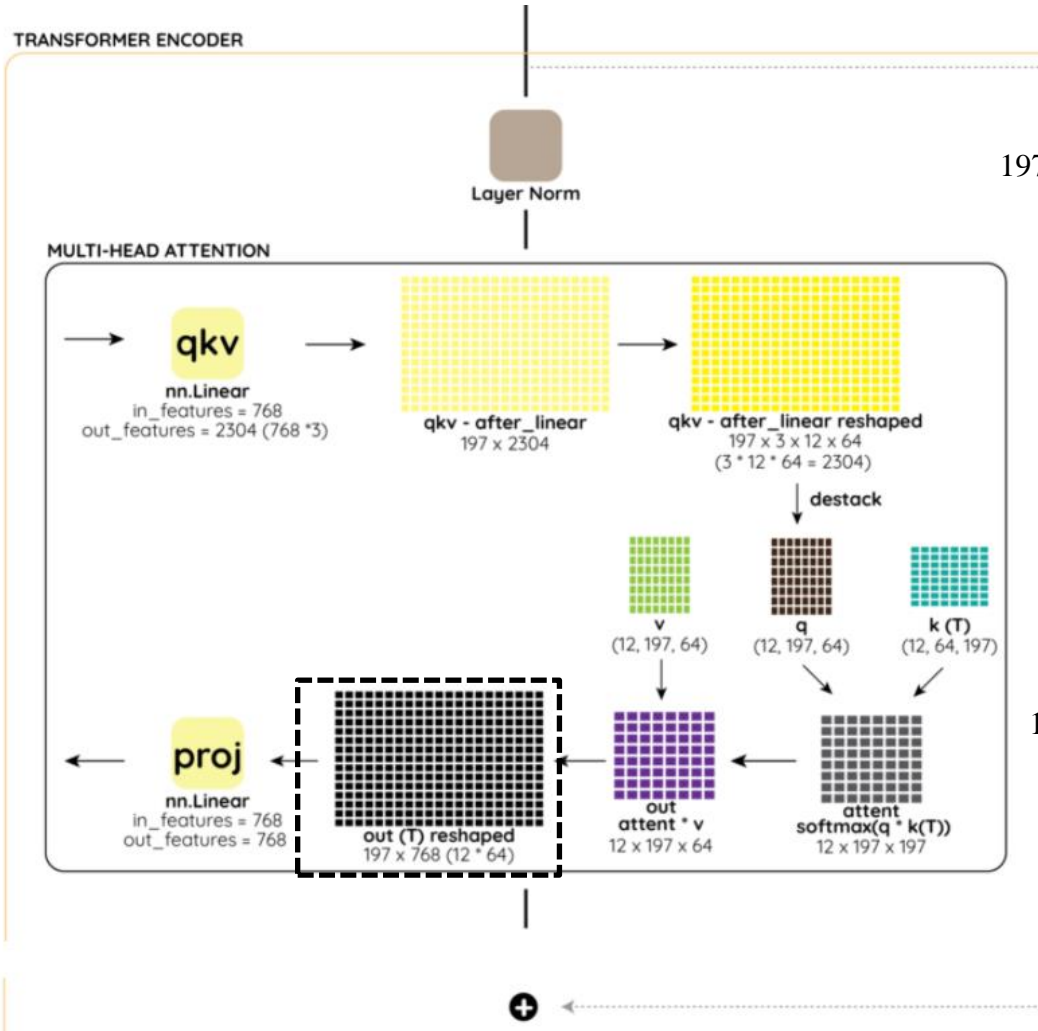 TRANSFORMER ENCODER
Layer Norm
197
MULTI-HEAD ATTENTION
qkv
nn.Linear
in_features = 768
out_features = 2304 (768 *3)
qkv - after_linear
197 x 2304
qkv - after_linear reshaped
197 x 3 x 12 x 64
(3 * 12 * 64 = 2304)
destack
v
(12, 197, 64)
q
(12, 197, 64)
k (T)
(12, 64, 197)
1
proj
nn.Linear
in_features = 768
out_features = 768
out (T) reshaped
197 x 768 (12 * 64)
out
attent * v
12 x 197 x 64
attent
softmax(q * k(T))
12 x 197 x 197